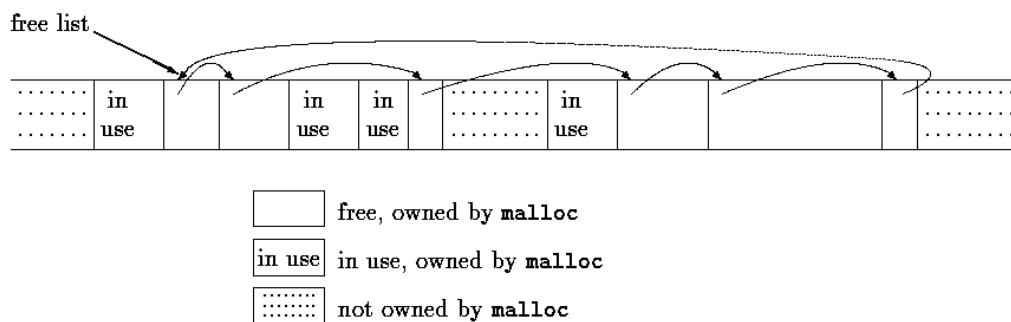 free list
in use
in use
in use
in use
free, owned by malloc
in use
in use, owned by malloc
not owned by malloc